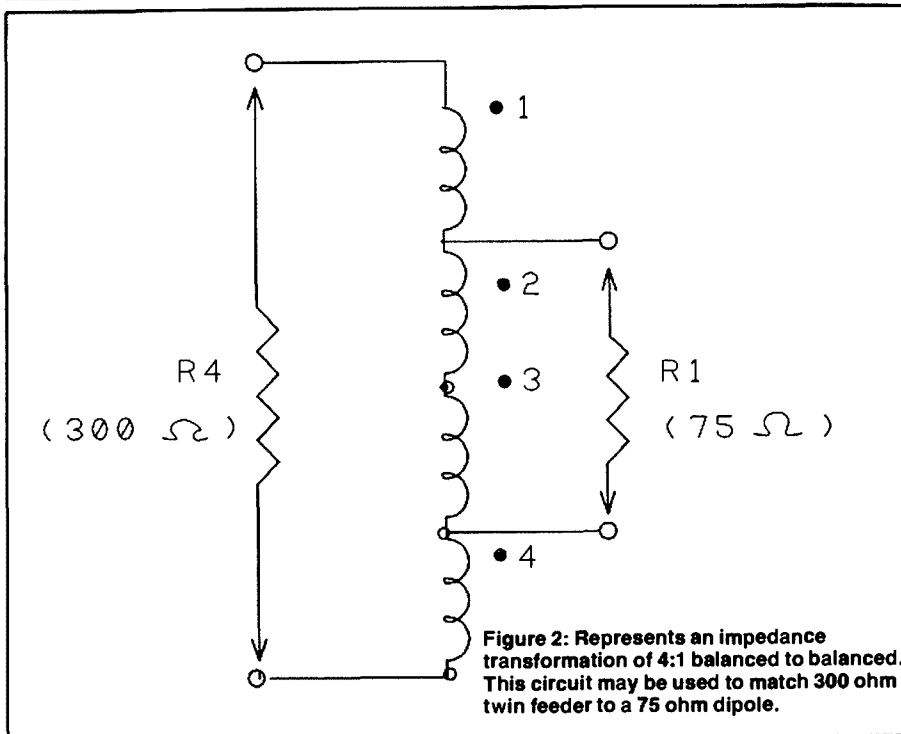 1
2
3
R4
R1
(300 Ω)
(75 Ω)
4
Figure 2: Represents an impedance
transformation of 4:1 balanced to balanced.
This circuit may be used to match 300 ohm
twin feeder to a 75 ohm dipole.